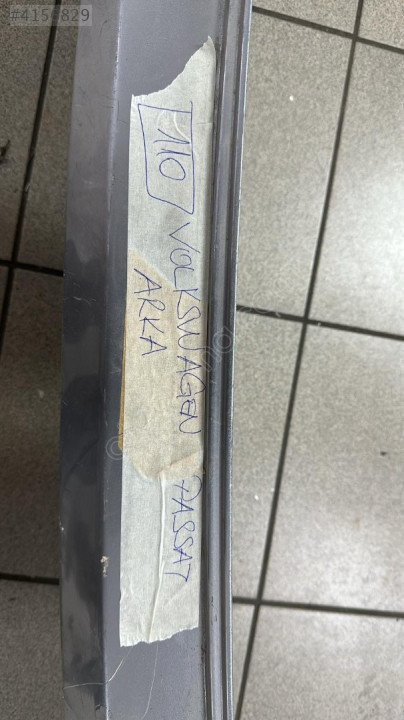 #4156829
110 VOLKSWAGEN PASSAT
ARKA